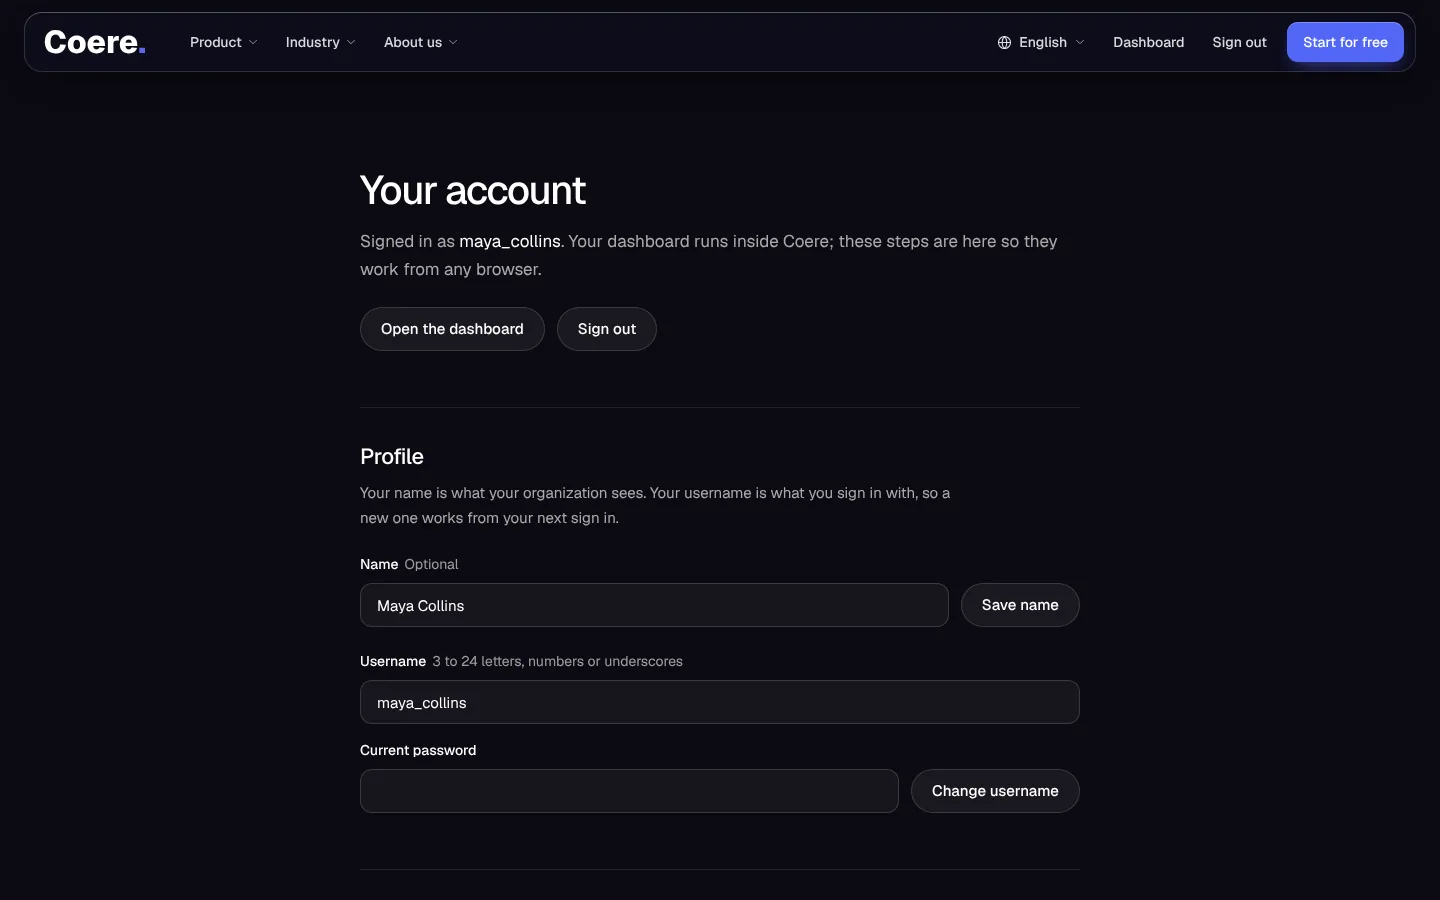 Coere.
Product
Industry
About us
English
Dashboard
Sign out
Start for free
Your account
Signed in as maya_collins. Your dashboard runs inside Coere; these steps are here so they
work from any browser.
Open the dashboard
Sign out
Profile
Your name is what your organization sees. Your username is what you sign in with, so a
new one works from your next sign in.
Name Optional
Maya Collins
Save name
Username 3 to 24 letters, numbers or underscores
maya_collins
Current password
Change username